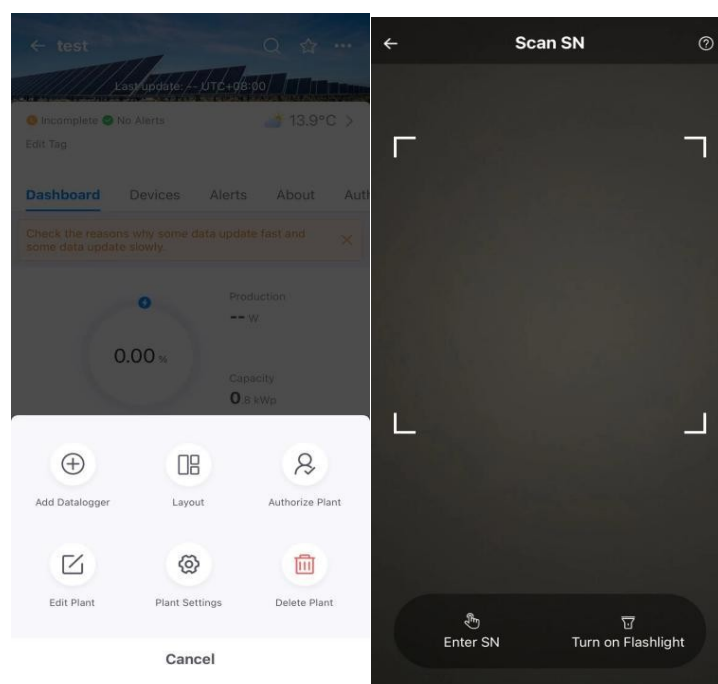 test
Last update: -- UTC+08:00
Incomplete No Alerts
13.9°C
Edit Tag
Dashboard Devices Alerts About Auth
Check the reasons why some data update fast and
some data update slowly.
Production
-- W
0.00 %
Capacity
0.8 kWp
Add Datalogger Layout Authorize Plant
Edit Plant Plant Settings Delete Plant
Cancel
Scan SN
Enter SN Turn on Flashlight